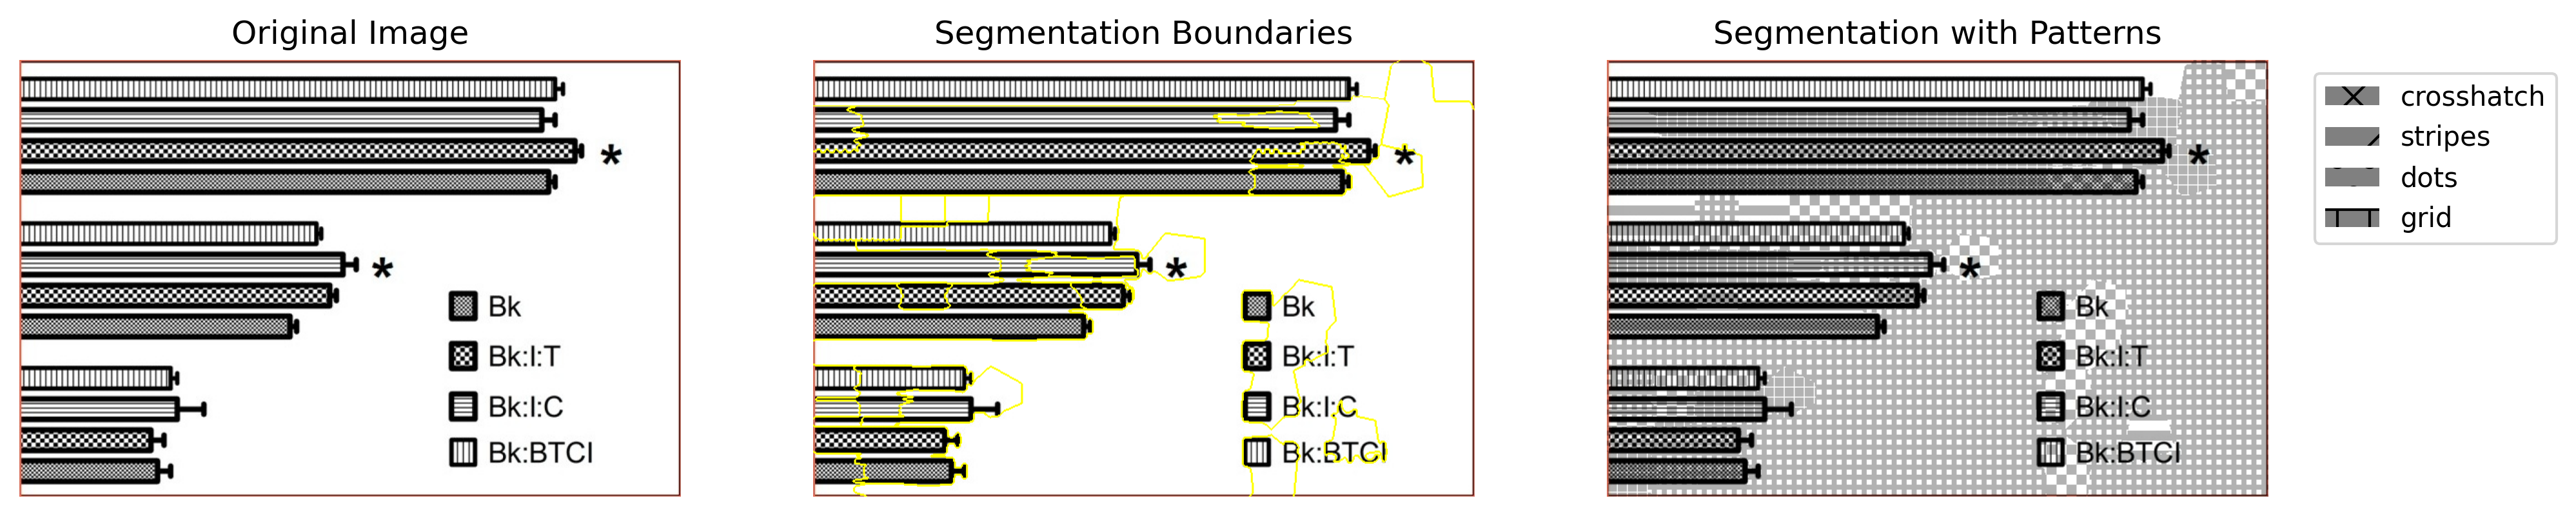 Original Image
*
*
Bk
Bk:I:T
Bk:I:C
Bk:BTCI
Segmentation Boundaries
*
*
Bk
Bk:I:T
Bk:I:C
Bk:BTCI
Segmentation with Patterns
*
*
Bk
Bk:I:T
Bk:I:C
Bk:BTCI
crosshatch
stripes
dots
grid